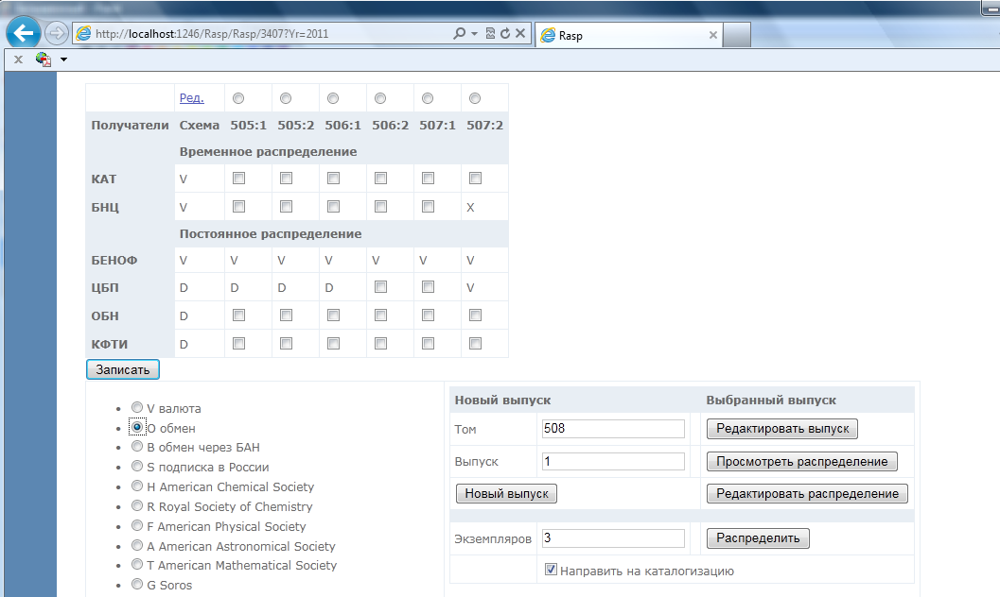 http://localhost:1246/Rasp/Rasp/3407?Yr=2011
Rasp
Ред.
Получатели Схема 505:1 505:2 506:1 506:2 507:1 507:2
Временное распределение
КАТ V
БНЦ V X
Постоянное распределение
БЕНОФ V V V V V V V
ЦБП D D D D V
ОБН D
КФТИ D
Записать
V валюта
O обмен
B обмен через БАН
S подписка в России
H American Chemical Society
R Royal Society of Chemistry
F American Physical Society
A American Astronomical Society
T American Mathematical Society
G Soros
Новый выпуск Выбранный выпуск
Том 508 Редактировать выпуск
Выпуск 1 Просмотреть распределение
Новый выпуск Редактировать распределение
Экземпляров 3 Распределить
Направить на каталогизацию